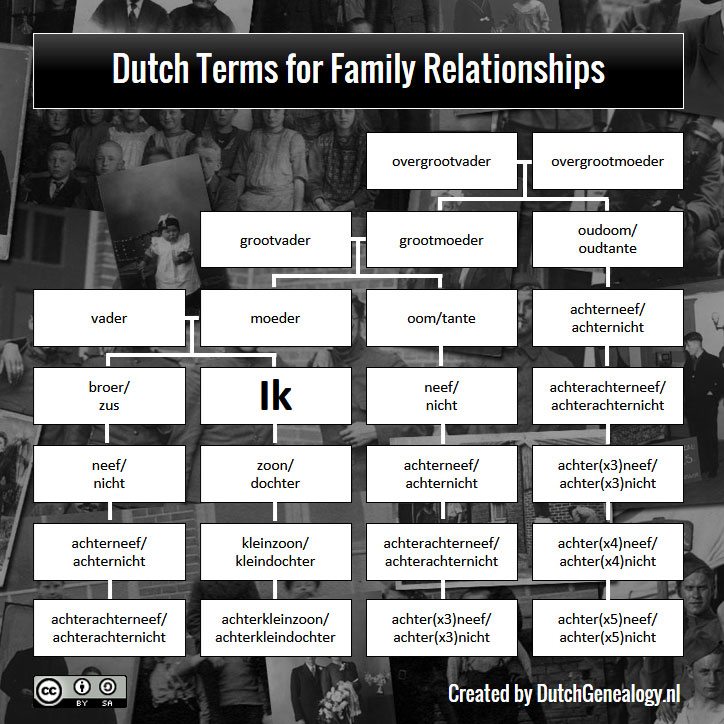 Dutch Terms for Family Relationships
overgrootvader
overgrootmoeder
grootvader
grootmoeder
oudoom/
oudtante
vader
moeder
oom/tante
achterneef/
achternicht
broer/
zus
Ik
neef/
nicht
achterachterneef/
achterachternicht
neef/
nicht
zoon/
dochter
achterneef/
achternicht
achter(x3)neef/
achter(x3)nicht
achterneef/
achternicht
kleinzoon/
kleindochter
achterachterneef/
achterachternicht
achter(x4)neef/
achter(x4)nicht
achterachterneef/
achterachternicht
achterkleinzoon/
achterkleindochter
achter(x3)neef/
achter(x3)nicht
achter(x5)neef/
achter(x5)nicht
cc
BY SA
Created by DutchGenealogy.nl